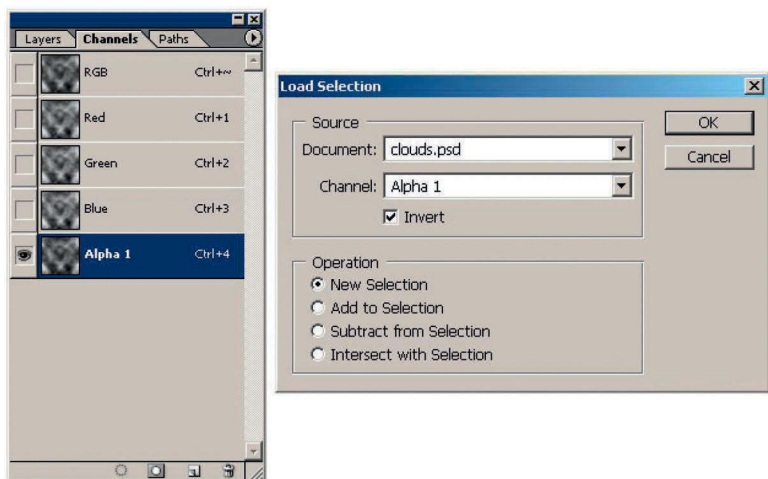 Layers Channels Paths
RGB Ctrl+~
Red Ctrl+1
Green Ctrl+2
Blue Ctrl+3
Alpha 1 Ctrl+4
Load Selection
Source
Document: clouds.psd
Channel: Alpha 1
Invert
OK
Cancel
Operation
New Selection
Add to Selection
Subtract from Selection
Intersect with Selection